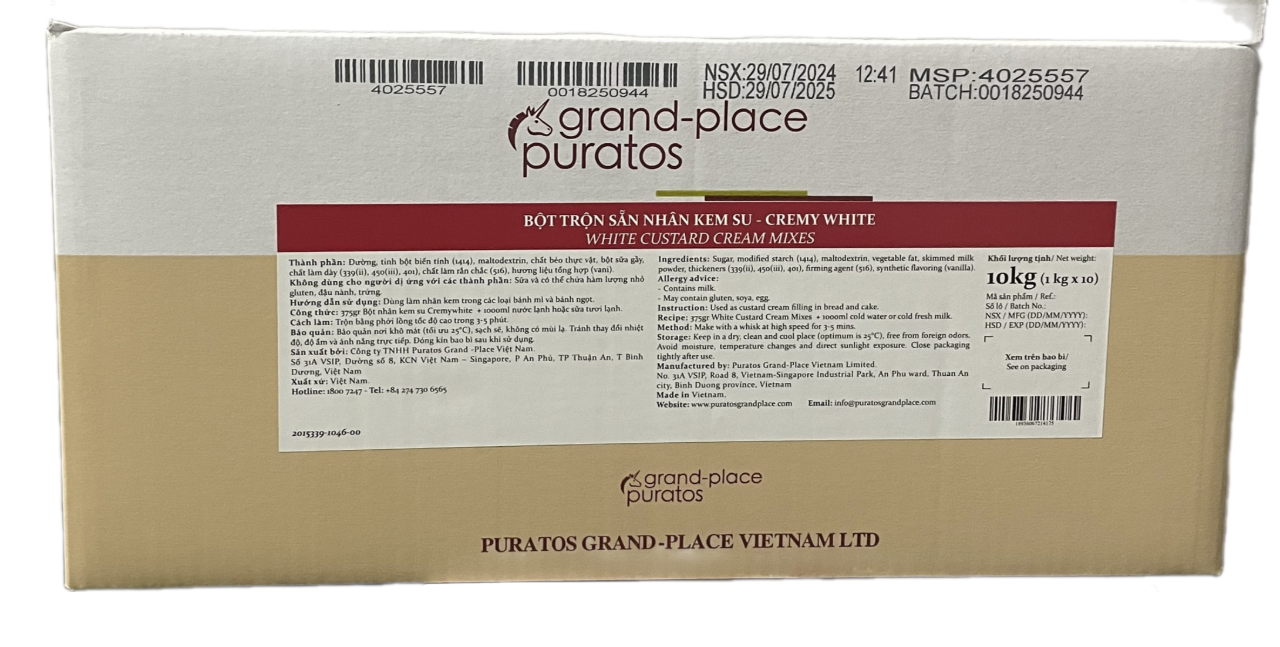 4025557
0018250944
NSX:29/07/2024 12:41 MSP:4025557
HSD:29/07/2025 BATCH:0018250944
grand-place
puratos
BỘT TRỘN SẴN NHÂN KEM SU - CREMY WHITE
WHITE CUSTARD CREAM MIXES
Thành phần: Đường, tinh bột biến tính (1414), maltodextrin, chất béo thực vật, bột sữa gầy,
chất làm dày (339(ii), 450(iii), 401), chất làm rắn chắc (516), hương liệu tổng hợp (vani).
Không dùng cho người dị ứng với các thành phần: Sữa và có thể chứa hàm lượng nhỏ
gluten, đậu nành, trứng.
Hướng dẫn sử dụng: Dùng làm nhân kem trong các loại bánh mì và bánh ngọt.
Công thức: 375gr Bột nhân kem su Cremywhite + 1000ml nước lạnh hoặc sữa tươi lạnh.
Cách làm: Trộn bằng phới lồng tốc độ cao trong 3-5 phút.
Bảo quản: Bảo quản nơi khô mát (tối ưu 25°C), sạch sẽ, không có mùi lạ. Tránh thay đổi nhiệt
độ, độ ẩm và ánh nắng trực tiếp. Đóng kín bao bì sau khi sử dụng.
Sản xuất bởi: Công ty TNHH Puratos Grand -Place Việt Nam.
Số 31A VSIP, Đường số 8, KCN Việt Nam – Singapore, P An Phú, TP Thuận An, T Bình
Dương, Việt Nam
Xuất xứ: Việt Nam.
Hotline: 1800 7247 - Tel: +84 274 730 6565
2015339-1046-00
Ingredients: Sugar, modified starch (1414), maltodextrin, vegetable fat, skimmed milk
powder, thickeners (339(ii), 450(iii), 401), firming agent (516), synthetic flavoring (vanilla).
Allergy advice:
- Contains milk.
- May contain gluten, soya, egg.
Instruction: Used as custard cream filling in bread and cake.
Recipe: 375gr White Custard Cream Mixes + 1000ml cold water or cold fresh milk.
Method: Make with a whisk at high speed for 3-5 mins.
Storage: Keep in a dry, clean and cool place (optimum is 25°C), free from foreign odors.
Avoid moisture, temperature changes and direct sunlight exposure. Close packaging
tightly after use.
Manufactured by: Puratos Grand-Place Vietnam Limited.
No. 31A VSIP, Road 8, Vietnam-Singapore Industrial Park, An Phu ward, Thuan An
city, Binh Duong province, Vietnam
Made in Vietnam.
Website: www.puratosgrandplace.com Email: info@puratosgrandplace.com
Khối lượng tịnh/ Net weight:
10kg (1 kg x 10)
Mã sản phẩm / Ref.:
Số lô / Batch No.:
NSX / MFG (DD/MM/YYYY):
HSD / EXP (DD/MM/YYYY):
Xem trên bao bì/
See on packaging
grand-place
puratos
PURATOS GRAND-PLACE VIETNAM LTD